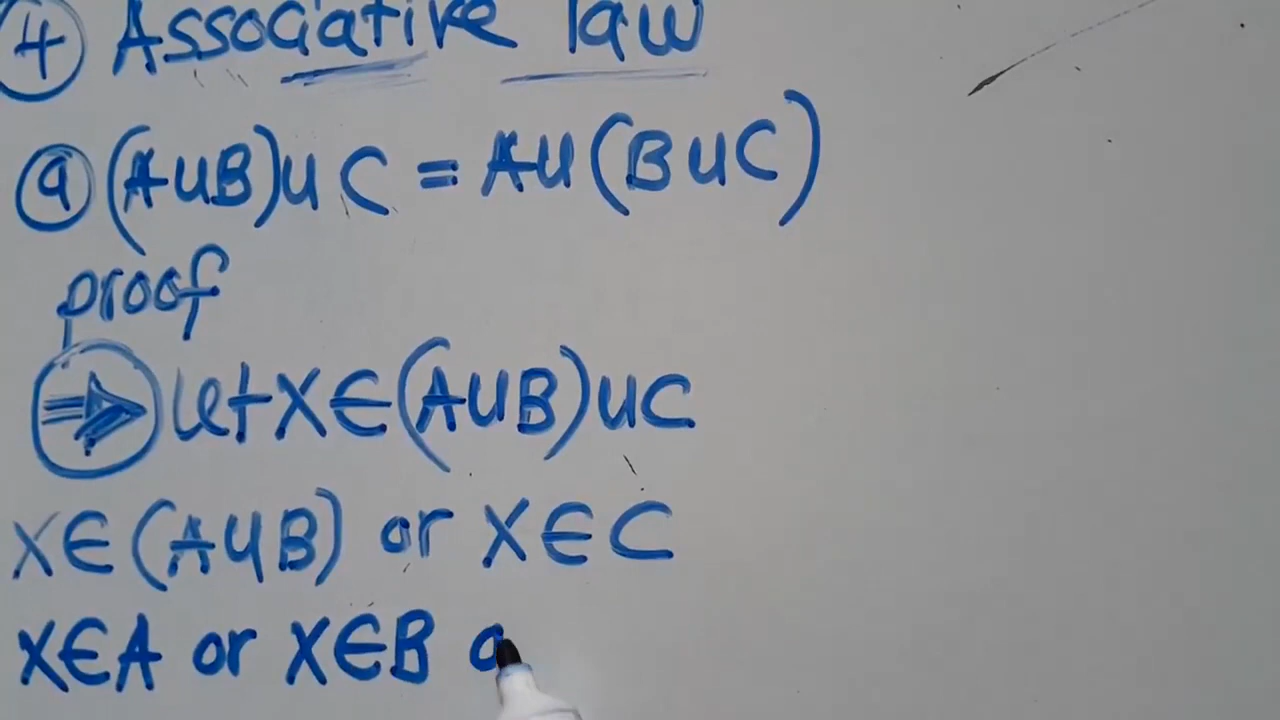 ④ Associative law
ⓐ (A∪B)∪C = A∪(B∪C)
proof
⇒ let x∈(A∪B)∪C
x∈(A∪B) or x∈C
x∈A or x∈B o